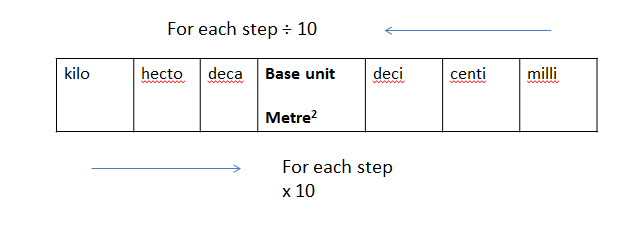 For each step ÷ 10
kilo hecto deca Base unit deci centi milli
Metre²
For each step
x 10